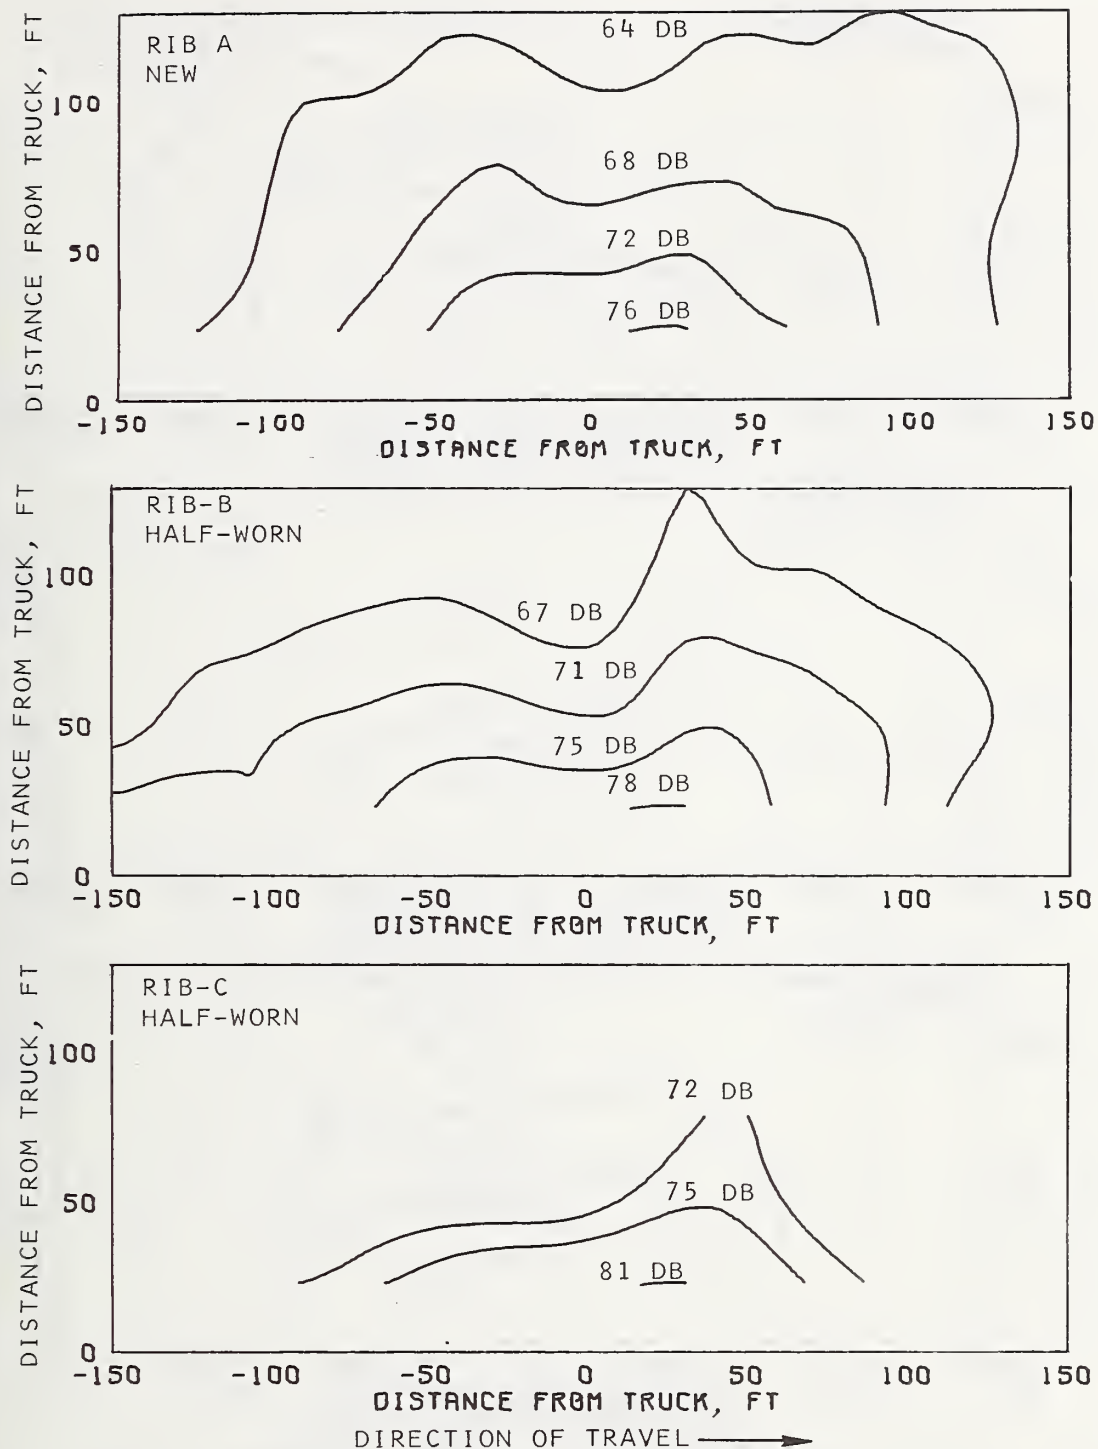 DISTANCE FROM TRUCK, FT
RIB A
NEW
64 DB
68 DB
72 DB
76 DB
100
50
0
-150 -100 -50 0 50 100 150
DISTANCE FROM TRUCK, FT
DISTANCE FROM TRUCK, FT
RIB-B
HALF-WORN
67 DB
71 DB
75 DB
78 DB
100
50
0
-150 -100 -50 0 50 100 150
DISTANCE FROM TRUCK, FT
DISTANCE FROM TRUCK, FT
RIB-C
HALF-WORN
72 DB
75 DB
81 DB
100
50
0
-150 -100 -50 0 50 100 150
DISTANCE FROM TRUCK, FT
DIRECTION OF TRAVEL